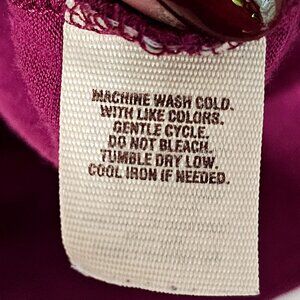 MACHINE WASH COLD.
WITH LIKE COLORS.
GENTLE CYCLE.
DO NOT BLEACH.
TUMBLE DRY LOW.
COOL IRON IF NEEDED.